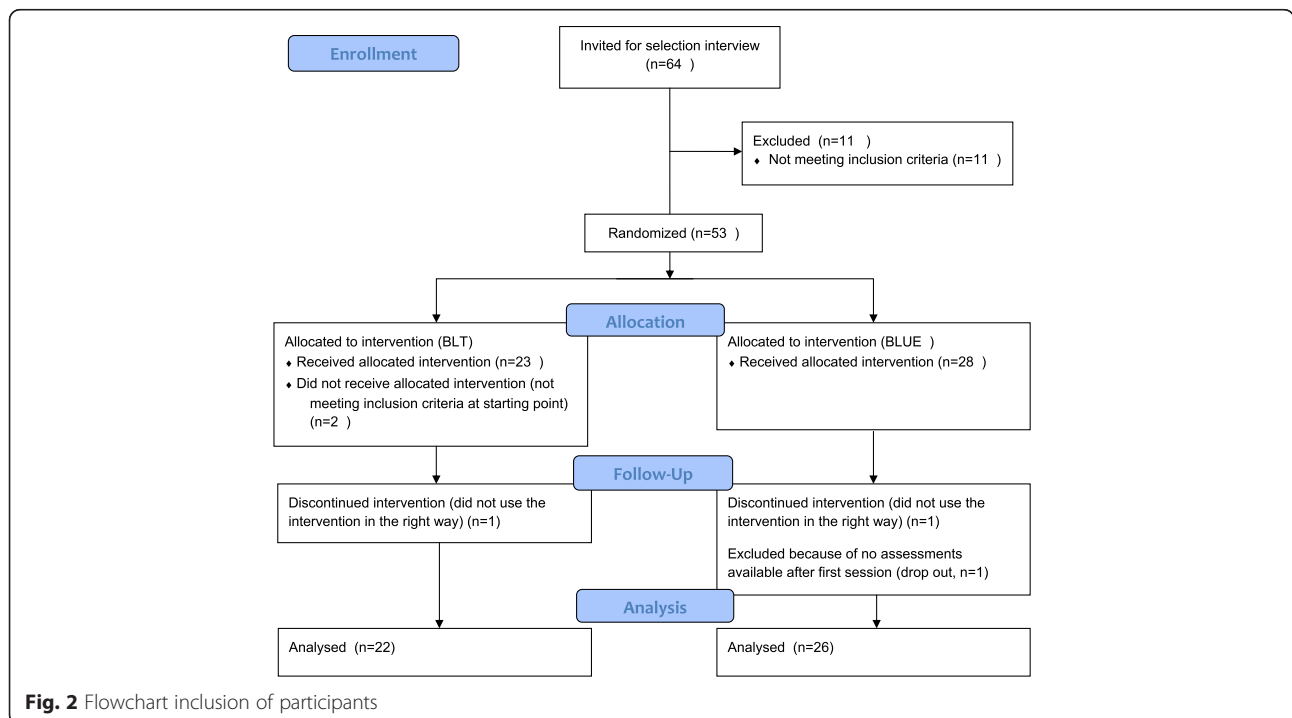 Enrollment
Invited for selection interview
(n=64 )
Excluded (n=11 )
♦ Not meeting inclusion criteria (n=11 )
Randomized (n=53 )
Allocation
Allocated to intervention (BLT)
♦ Received allocated intervention (n=23 )
♦ Did not receive allocated intervention (not
meeting inclusion criteria at starting point)
(n=2 )
Allocated to intervention (BLUE )
♦ Received allocated intervention (n=28 )
Follow-Up
Discontinued intervention (did not use the
intervention in the right way) (n=1)
Discontinued intervention (did not use the
intervention in the right way) (n=1)
Excluded because of no assessments
available after first session (drop out, n=1)
Analysis
Analysed (n=22)
Analysed (n=26)
Fig. 2 Flowchart inclusion of participants